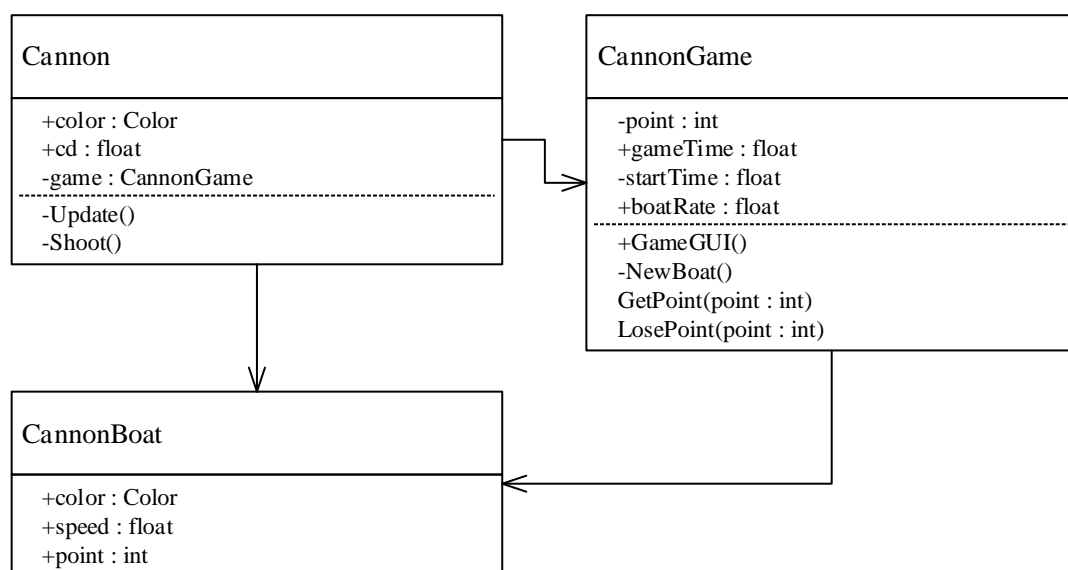 Cannon
+color : Color
+cd : float
-game : CannonGame
-Update()
-Shoot()
CannonGame
-point : int
+gameTime : float
-startTime : float
+boatRate : float
+GameGUI()
-NewBoat()
GetPoint(point : int)
LosePoint(point : int)
CannonBoat
+color : Color
+speed : float
+point : int